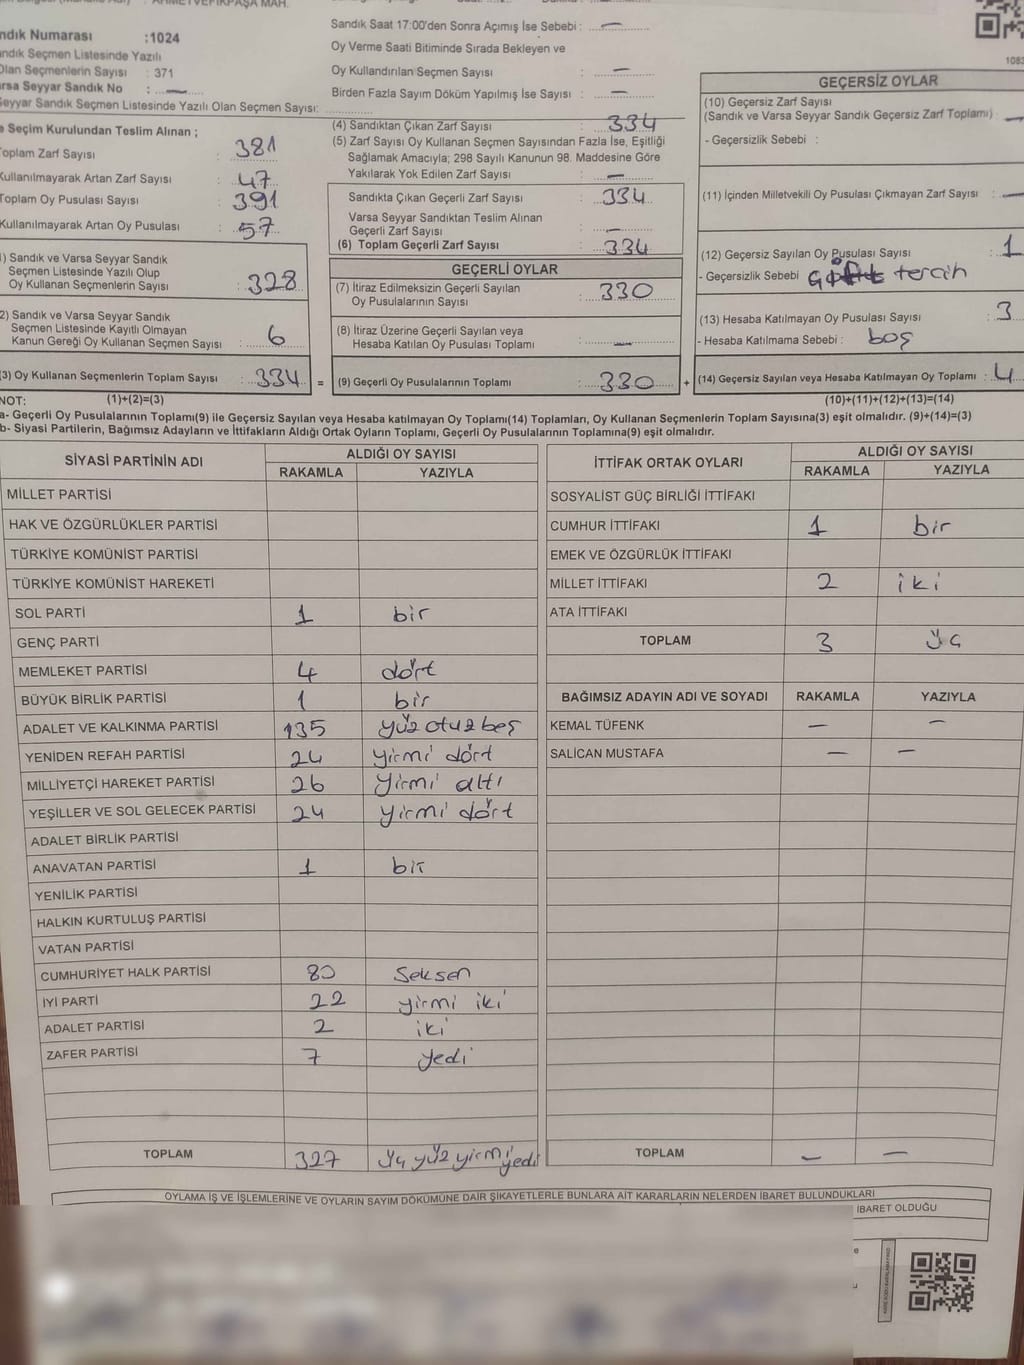 AHMETVEFİKPAŞA MAH.
ndık Numarası :1024
ndık Seçmen Listesinde Yazılı
Olan Seçmenlerin Sayısı : 371
arsa Seyyar Sandık No : —
Seyyar Sandık Seçmen Listesinde Yazılı Olan Seçmen Sayısı:
Sandık Saat 17:00'den Sonra Açımış İse Sebebi : —
Oy Verme Saati Bitiminde Sırada Bekleyen ve
Oy Kullandırılan Seçmen Sayısı : —
Birden Fazla Sayım Döküm Yapılmış İse Sayısı : —
1083
e Seçim Kurulundan Teslim Alınan ;
Toplam Zarf Sayısı : 381
Kullanılmayarak Artan Zarf Sayısı : 47
Toplam Oy Pusulası Sayısı : 391
Kullanılmayarak Artan Oy Pusulası : 57
(4) Sandıktan Çıkan Zarf Sayısı : 334
(5) Zarf Sayısı Oy Kullanan Seçmen Sayısından Fazla İse, Eşitliği
Sağlamak Amacıyla; 298 Sayılı Kanunun 98. Maddesine Göre
Yakılarak Yok Edilen Zarf Sayısı : —
Sandıkta Çıkan Geçerli Zarf Sayısı : 334
Varsa Seyyar Sandıktan Teslim Alınan
Geçerli Zarf Sayısı : —
(6) Toplam Geçerli Zarf Sayısı : 334
GEÇERSİZ OYLAR
(10) Geçersiz Zarf Sayısı
(Sandık ve Varsa Seyyar Sandık Geçersiz Zarf Toplamı) : —
- Geçersizlik Sebebi :
(11) İçinden Milletvekili Oy Pusulası Çıkmayan Zarf Sayısı : —
(12) Geçersiz Sayılan Oy Pusulası Sayısı : 1
- Geçersizlik Sebebi tercih
(13) Hesaba Katılmayan Oy Pusulası Sayısı : 3
- Hesaba Katılmama Sebebi : boş
1) Sandık ve Varsa Seyyar Sandık
Seçmen Listesinde Yazılı Olup
Oy Kullanan Seçmenlerin Sayısı : 328
2) Sandık ve Varsa Seyyar Sandık
Seçmen Listesinde Kayıtlı Olmayan
Kanun Gereği Oy Kullanan Seçmen Sayısı : 6
GEÇERLİ OYLAR
(7) İtiraz Edilmeksizin Geçerli Sayılan
Oy Pusulalarının Sayısı : 330
(8) İtiraz Üzerine Geçerli Sayılan veya
Hesaba Katılan Oy Pusulası Toplamı : —
(3) Oy Kullanan Seçmenlerin Toplam Sayısı : 334 = (9) Geçerli Oy Pusulalarının Toplamı : 330 + (14) Geçersiz Sayılan veya Hesaba Katılmayan Oy Toplamı : 4
NOT: (1)+(2)=(3) (10)+(11)+(12)+(13)=(14)
a- Geçerli Oy Pusulalarının Toplamı(9) ile Geçersiz Sayılan veya Hesaba katılmayan Oy Toplamı(14) Toplamları, Oy Kullanan Seçmenlerin Toplam Sayısına(3) eşit olmalıdır. (9)+(14)=(3)
b- Siyasi Partilerin, Bağımsız Adayların ve İttifakların Aldığı Ortak Oyların Toplamı, Geçerli Oy Pusulalarının Toplamına(9) eşit olmalıdır.
SİYASİ PARTİNİN ADI ALDIĞI OY SAYISI
RAKAMLA YAZIYLA
MİLLET PARTİSİ
HAK VE ÖZGÜRLÜKLER PARTİSİ
TÜRKİYE KOMÜNİST PARTİSİ
TÜRKİYE KOMÜNİST HAREKETİ
SOL PARTİ 1 bir
GENÇ PARTİ
MEMLEKET PARTİSİ 4 dört
BÜYÜK BİRLİK PARTİSİ 1 bir
ADALET VE KALKINMA PARTİSİ 135 yüz otuz beş
YENİDEN REFAH PARTİSİ 24 yirmi dört
MİLLİYETÇİ HAREKET PARTİSİ 26 yirmi altı
YEŞİLLER VE SOL GELECEK PARTİSİ 24 yirmi dört
ADALET BİRLİK PARTİSİ
ANAVATAN PARTİSİ 1 bir
YENİLİK PARTİSİ
HALKIN KURTULUŞ PARTİSİ
VATAN PARTİSİ
CUMHURİYET HALK PARTİSİ 80 Seksen
İYİ PARTİ 22 yirmi iki
ADALET PARTİSİ 2 iki
ZAFER PARTİSİ 7 yedi
TOPLAM 327 üç yüz yirmi yedi
İTTİFAK ORTAK OYLARI ALDIĞI OY SAYISI
RAKAMLA YAZIYLA
SOSYALİST GÜÇ BİRLİĞİ İTTİFAKI
CUMHUR İTTİFAKI 1 bir
EMEK VE ÖZGÜRLÜK İTTİFAKI
MİLLET İTTİFAKI 2 iki
ATA İTTİFAKI
TOPLAM 3 üç
BAĞIMSIZ ADAYIN ADI VE SOYADI RAKAMLA YAZIYLA
KEMAL TÜFENK — —
SALİCAN MUSTAFA — —
TOPLAM — —
OYLAMA İŞ VE İŞLEMLERİNE VE OYLARIN SAYIM DÖKÜMÜNE DAİR ŞİKAYETLERLE BUNLARA AİT KARARLARIN NELERDEN İBARET BULUNDUKLARI
İBARET OLDUĞU